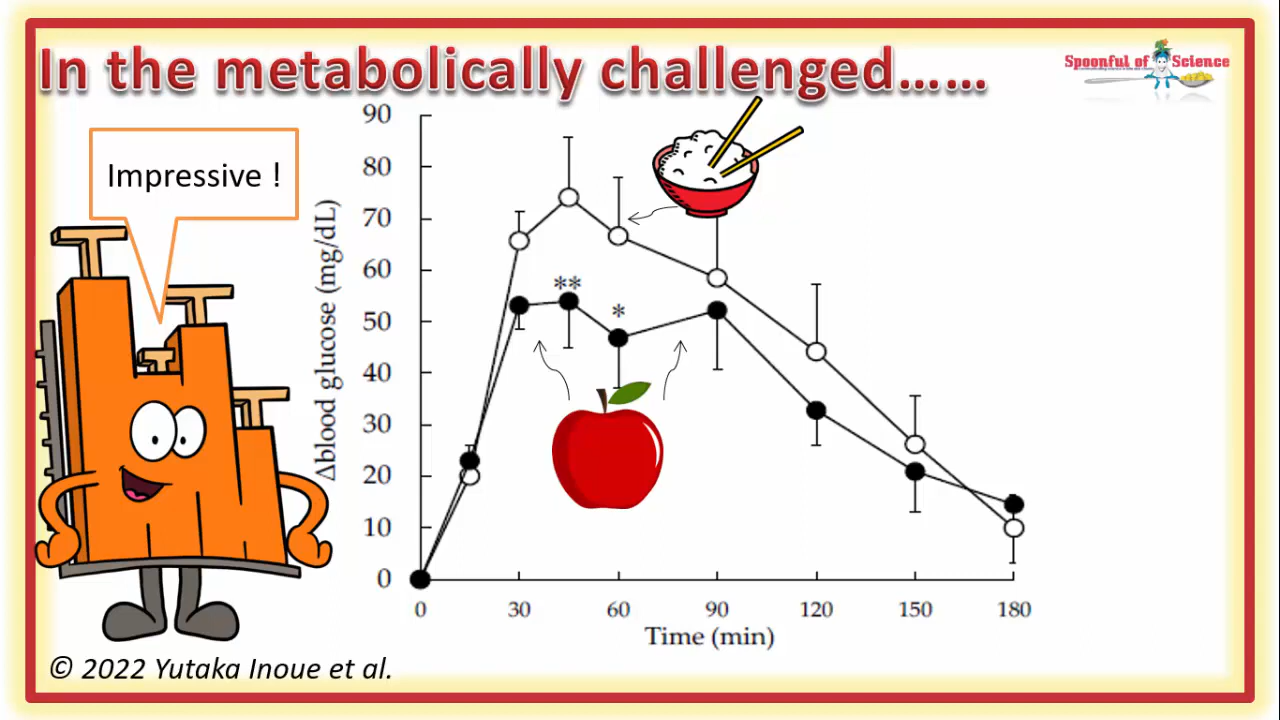 In the metabolically challenged......
Spoonful of Science
Impressive !
Δblood glucose (mg/dL)
90
80
70
60
50
40
30
20
10
0
**
*
0 30 60 90 120 150 180
Time (min)
© 2022 Yutaka Inoue et al.